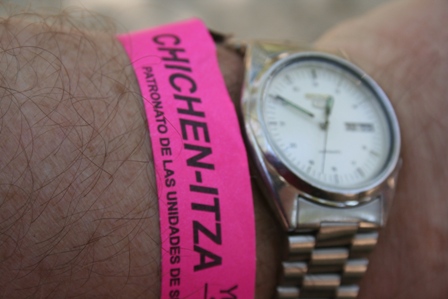 CHICHEN-ITZA
PATRONATO DE LAS UNIDADES DE S